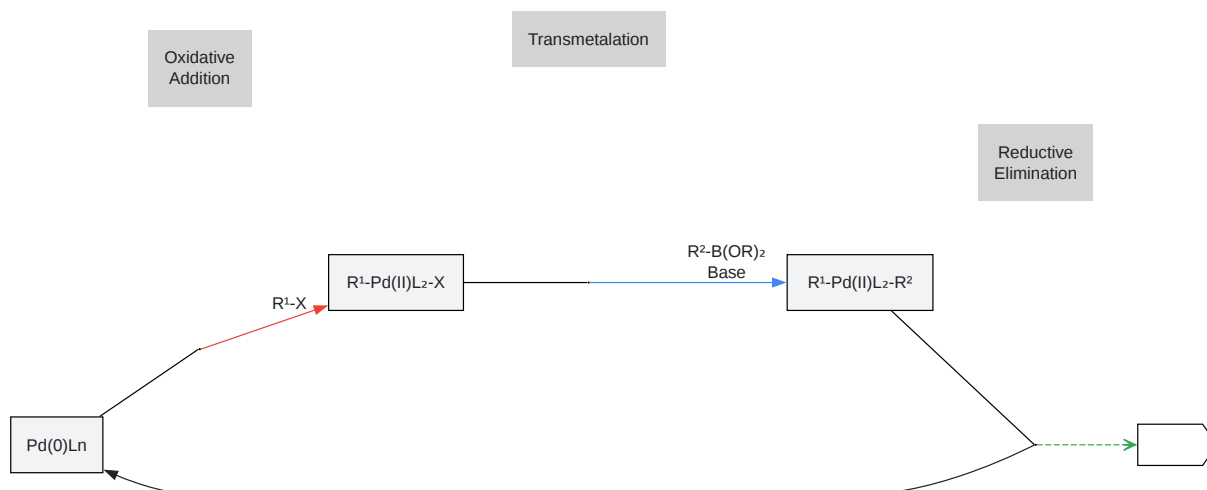 Transmetalation
Oxidative
Addition
Reductive
Elimination
R²-B(OR)₂
Base
R¹-Pd(II)L₂-X
R¹-Pd(II)L₂-R²
R¹-X
Pd(0)Ln